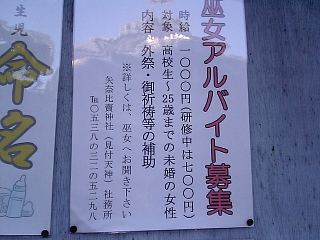 巫女アルバイト募集
時給 一〇〇〇円(研修中は七〇〇円)
対象 高校生～25歳までの未婚の女性
内容 外祭・御祈祷等の補助
※詳しくは、巫女へお聞き下さい
矢奈比賣神社(見付天神)社務所
℡〇五三八の三二の五二九八
生児
命名